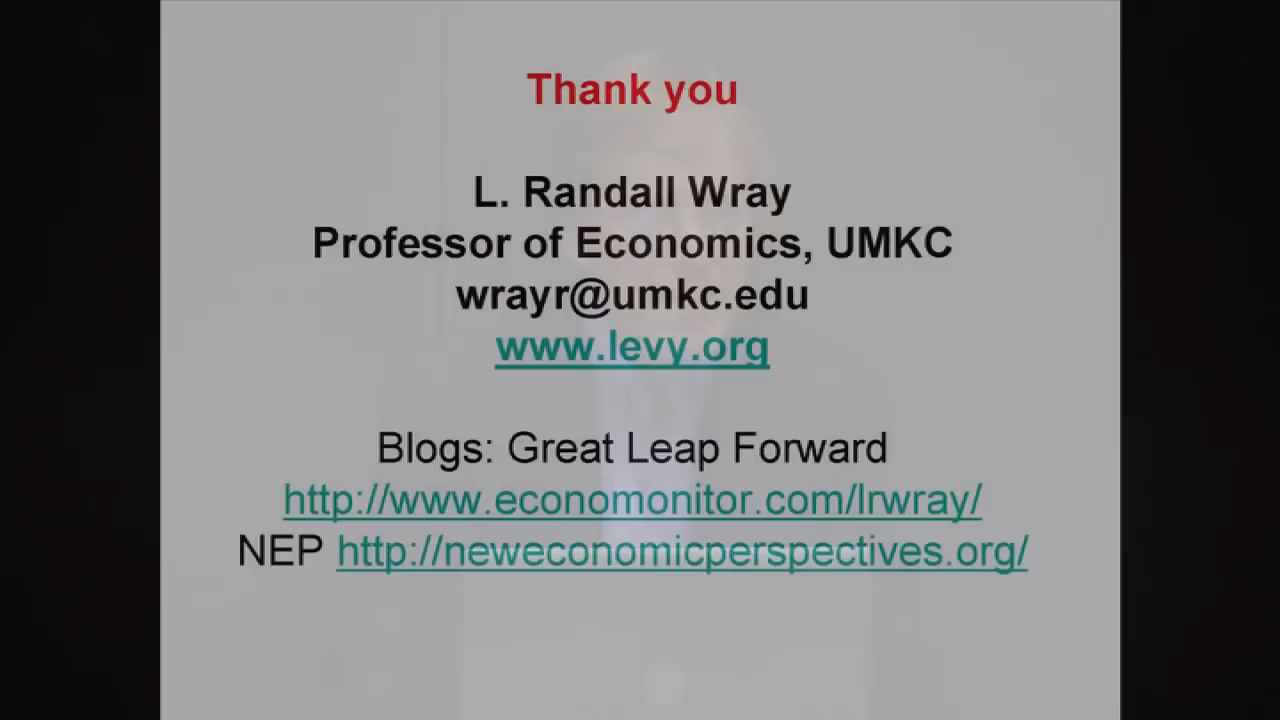 Thank you
L. Randall Wray
Professor of Economics, UMKC
wrayr@umkc.edu
www.levy.org
Blogs: Great Leap Forward
http://www.economonitor.com/lrwray/
NEP http://neweconomicperspectives.org/